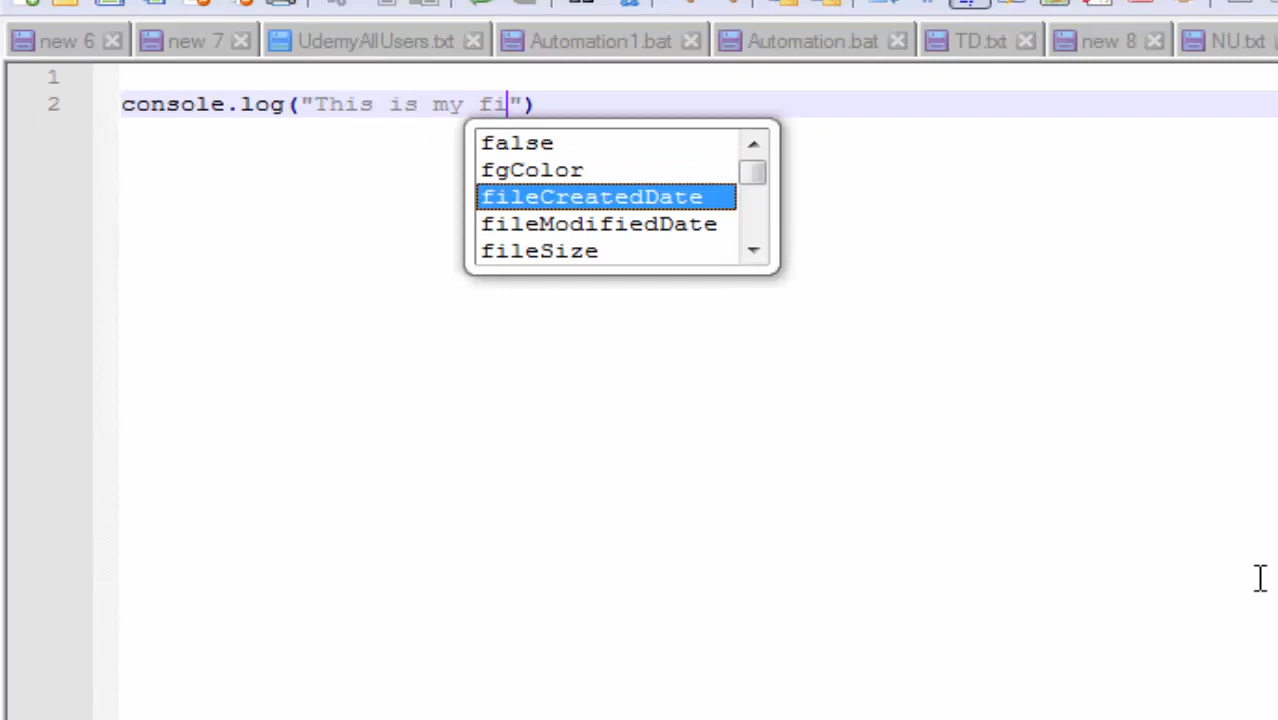 new 6 new 7 UdemyAllUsers.txt Automation1.bat Automation.bat TD.txt new 8 NU.txt
1
2 console.log("This is my fi")
false
fgColor
fileCreatedDate
fileModifiedDate
fileSize